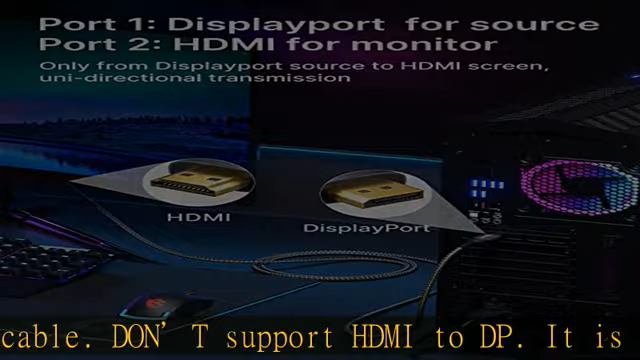 Port 1: Displayport for source
Port 2: HDMI for monitor
Only from Displayport source to HDMI screen,
uni-directional transmission
HDMI
DisplayPort
cable. DON'T support HDMI to DP. It is